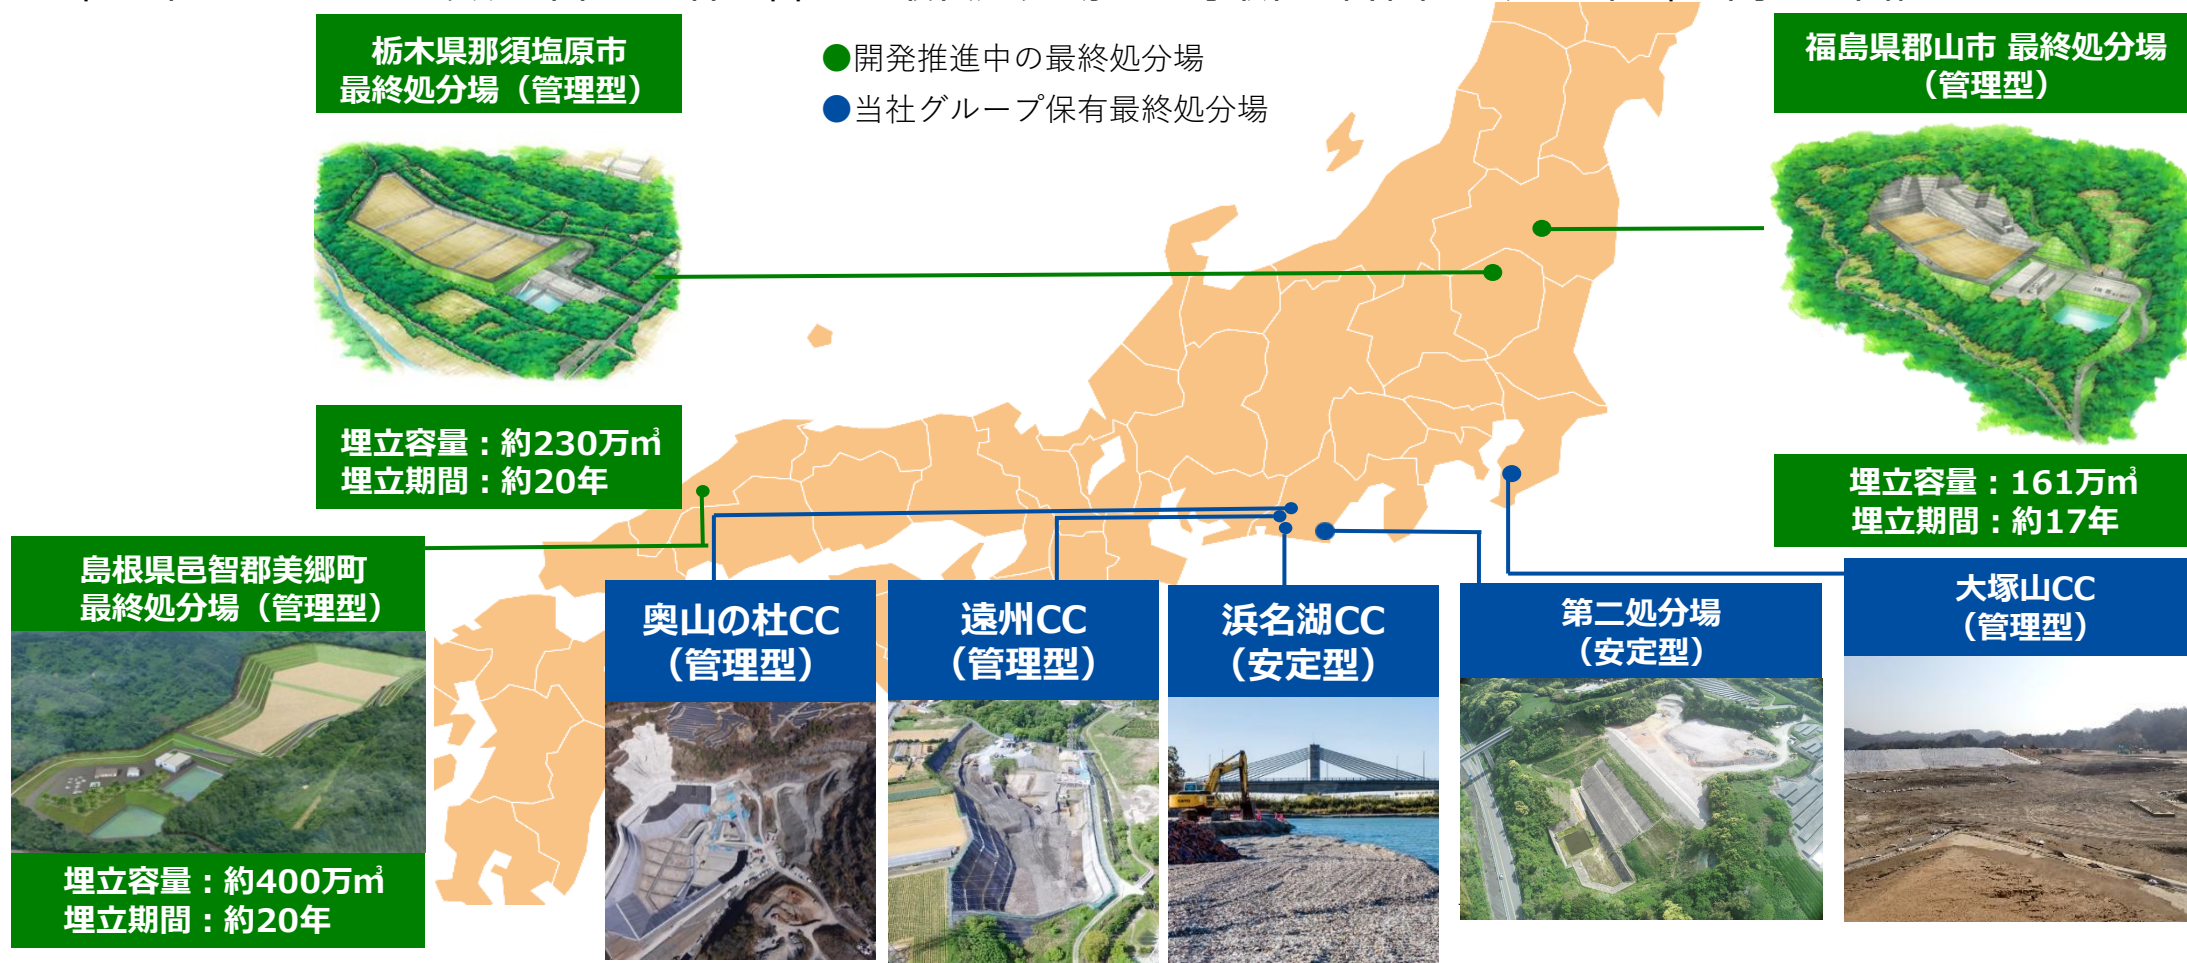 栃木県那須塩原市
最終処分場（管理型）
●開発推進中の最終処分場
●当社グループ保有最終処分場
福島県郡山市 最終処分場
（管理型）
埋立容量：約230万㎥
埋立期間：約20年
埋立容量：161万㎥
埋立期間：約17年
島根県邑智郡美郷町
最終処分場（管理型）
埋立容量：約400万㎥
埋立期間：約20年
奥山の杜CC
（管理型）
遠州CC
（管理型）
浜名湖CC
（安定型）
第二処分場
（安定型）
大塚山CC
（管理型）